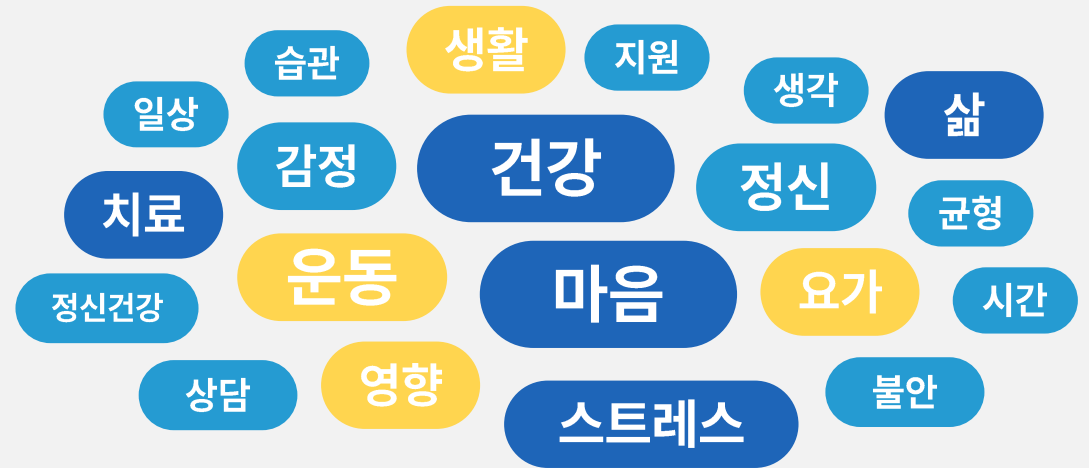 생활
습관
지원
생각
일상
삶
감정
건강
정신
치료
균형
운동
마음
요가
정신건강
시간
상담
영향
불안
스트레스